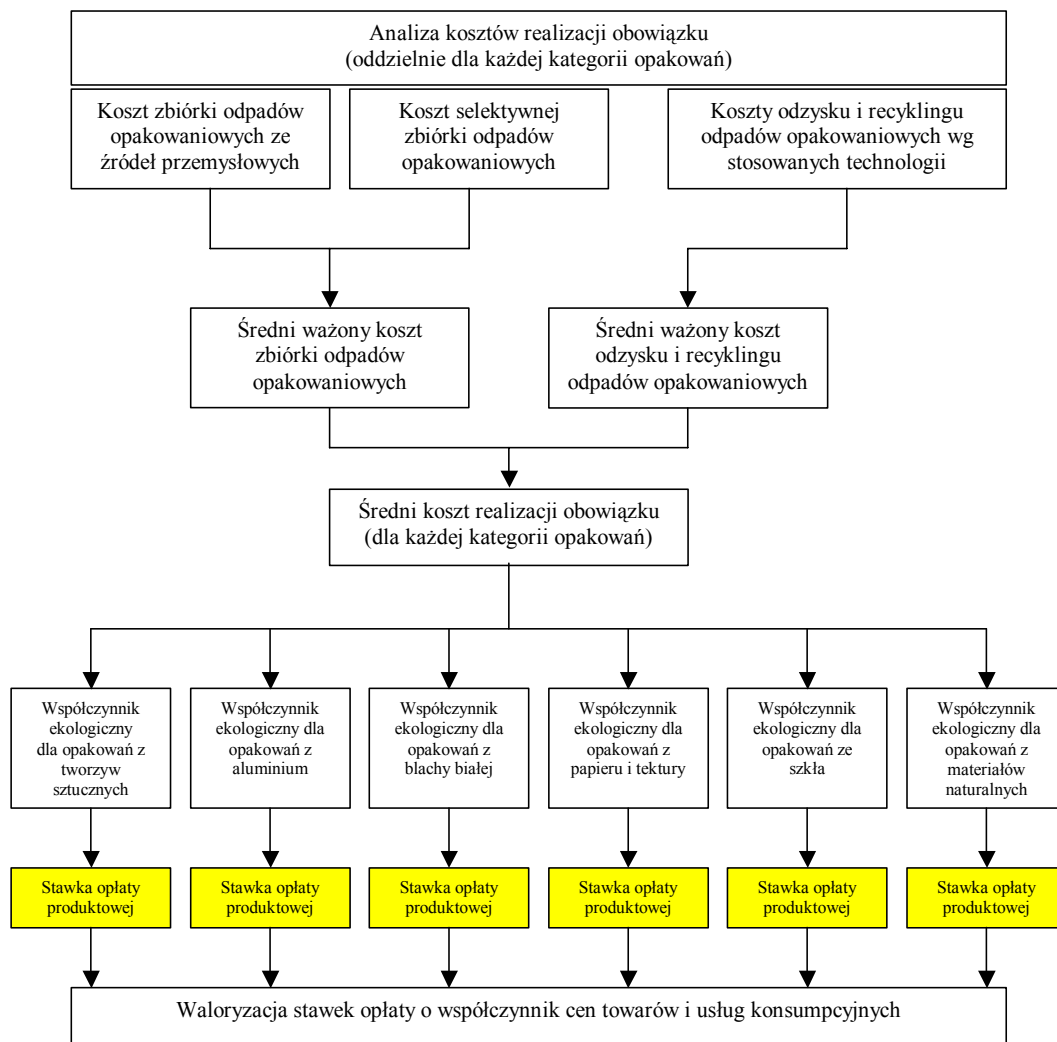 Analiza kosztów realizacji obowiązku
(oddzielnie dla każdej kategorii opakowań)
Koszt zbiórki odpadów
opakowaniowych ze
źródeł przemysłowych
Koszt selektywnej
zbiórki odpadów
opakowaniowych
Koszty odzysku i recyklingu
odpadów opakowaniowych wg
stosowanych technologii
Średni ważony koszt
zbiórki odpadów
opakowaniowych
Średni ważony koszt
odzysku i recyklingu
odpadów opakowaniowych
Średni koszt realizacji obowiązku
(dla każdej kategorii opakowań)
Współczynnik
ekologiczny
dla opakowań z
tworzyw
sztucznych
Współczynnik
ekologiczny dla
opakowań z
aluminium
Współczynnik
ekologiczny dla
opakowań z
blachy białej
Współczynnik
ekologiczny dla
opakowań z
papieru i tektury
Współczynnik
ekologiczny dla
opakowań ze
szkła
Współczynnik
ekologiczny dla
opakowań z
materiałów
naturalnych
Stawka opłaty
produktowej
Stawka opłaty
produktowej
Stawka opłaty
produktowej
Stawka opłaty
produktowej
Stawka opłaty
produktowej
Stawka opłaty
produktowej
Waloryzacja stawek opłaty o współczynnik cen towarów i usług konsumpcyjnych